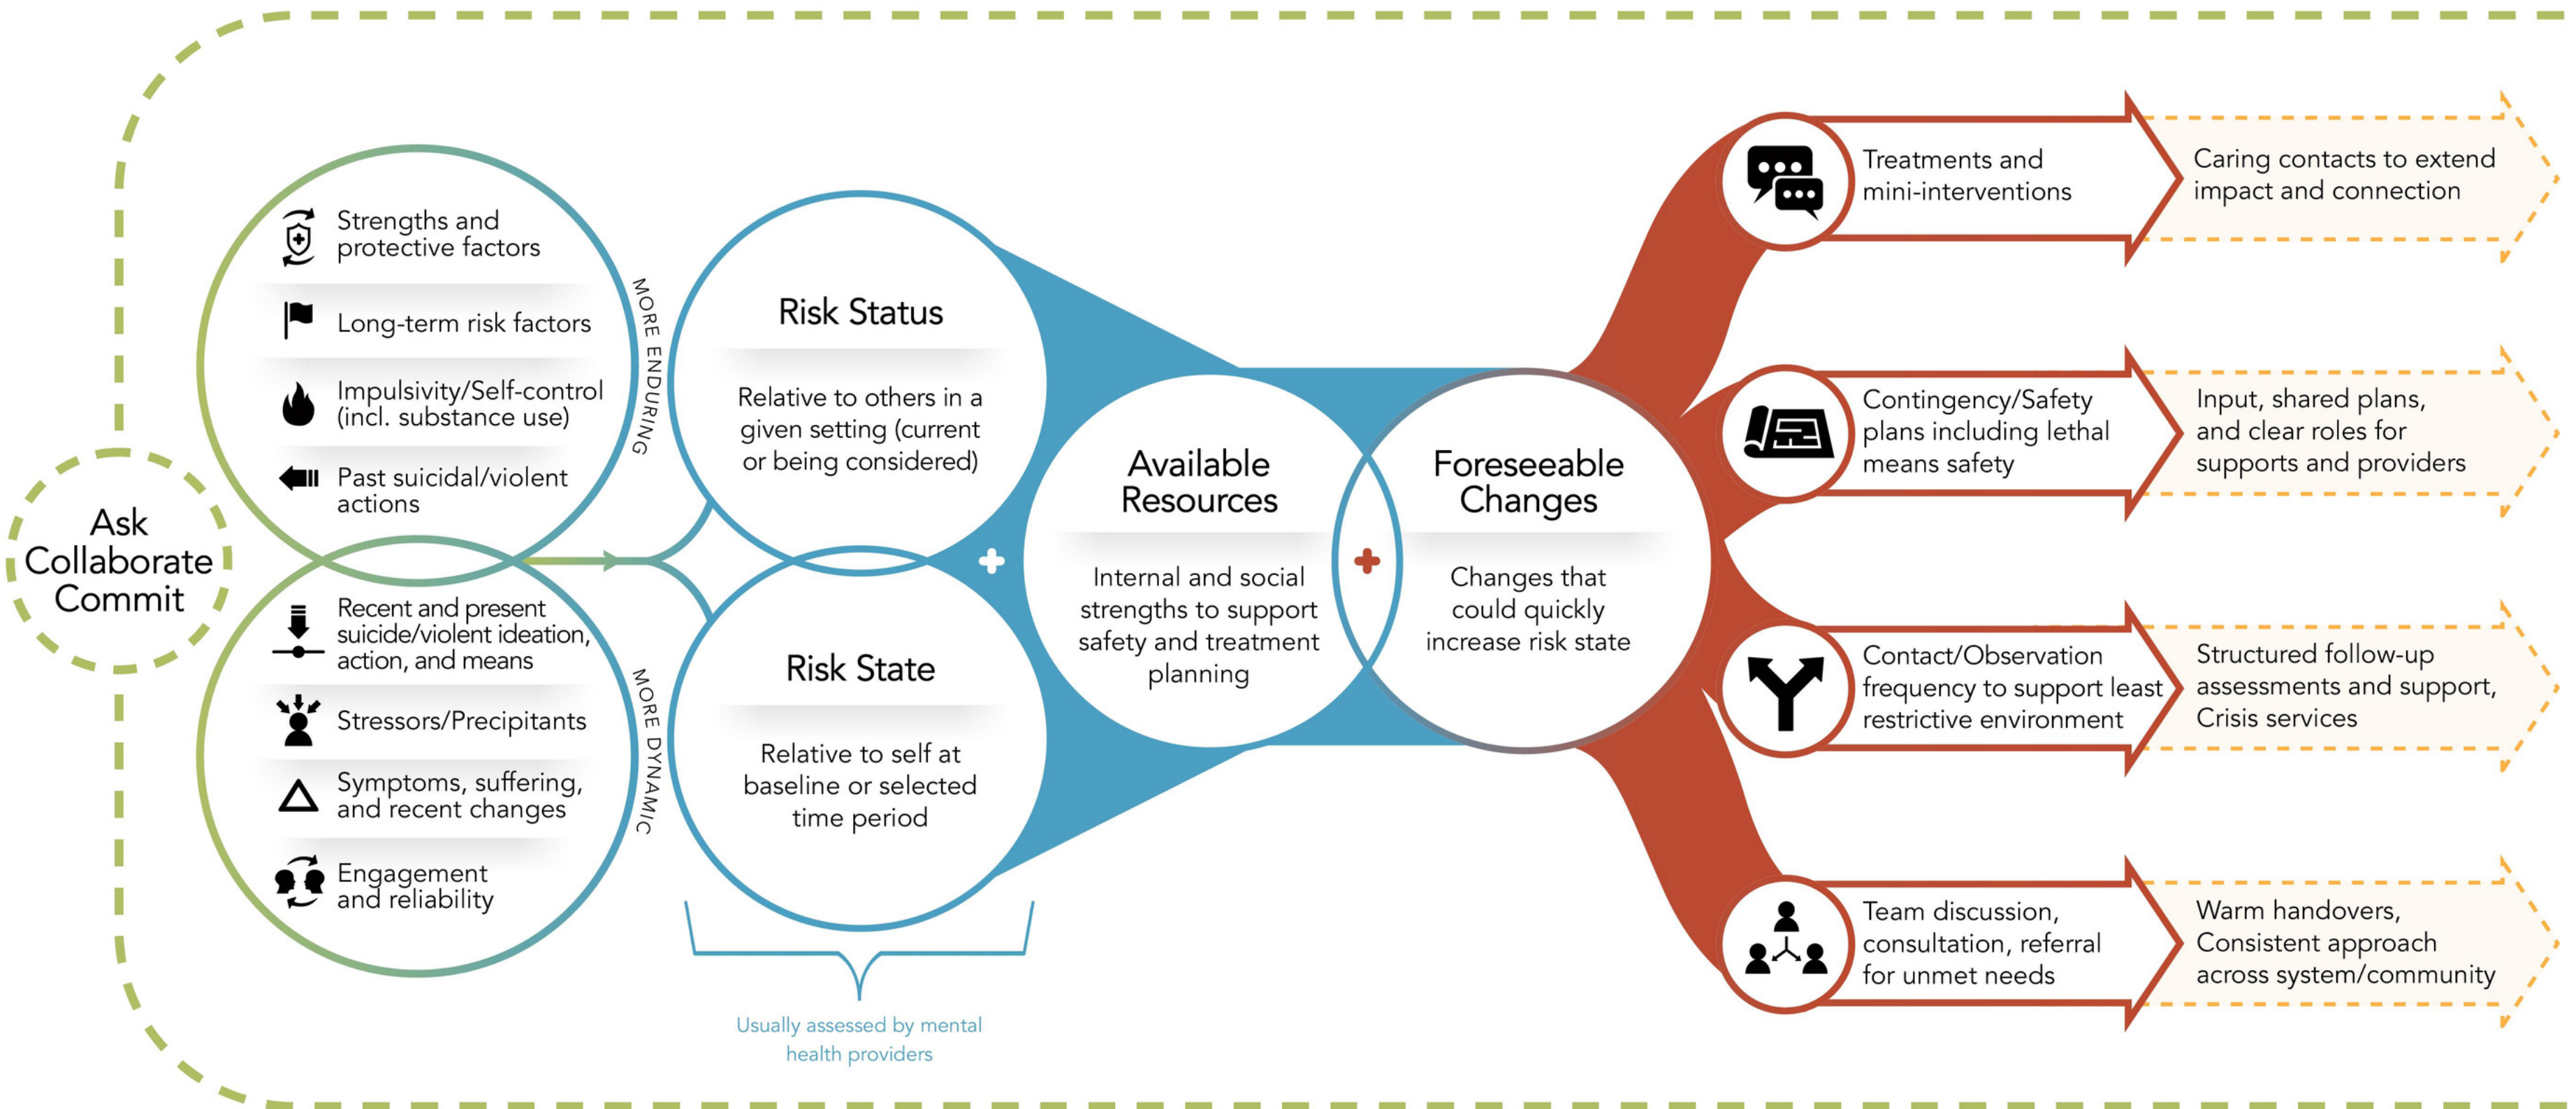 Ask
Collaborate
Commit
Strengths and
protective factors
Long-term risk factors
Impulsivity/Self-control
(incl. substance use)
Past suicidal/violent
actions
MORE ENDURING
Recent and present
suicide/violent ideation,
action, and means
Stressors/Precipitants
Symptoms, suffering,
and recent changes
Engagement
and reliability
MORE DYNAMIC
Risk Status
Relative to others in a
given setting (current
or being considered)
Risk State
Relative to self at
baseline or selected
time period
Usually assessed by mental
health providers
Available
Resources
Internal and social
strengths to support
safety and treatment
planning
Foreseeable
Changes
Changes that
could quickly
increase risk state
Treatments and
mini-interventions
Caring contacts to extend
impact and connection
Contingency/Safety
plans including lethal
means safety
Input, shared plans,
and clear roles for
supports and providers
Contact/Observation
frequency to support least
restrictive environment
Structured follow-up
assessments and support,
Crisis services
Team discussion,
consultation, referral
for unmet needs
Warm handovers,
Consistent approach
across system/community